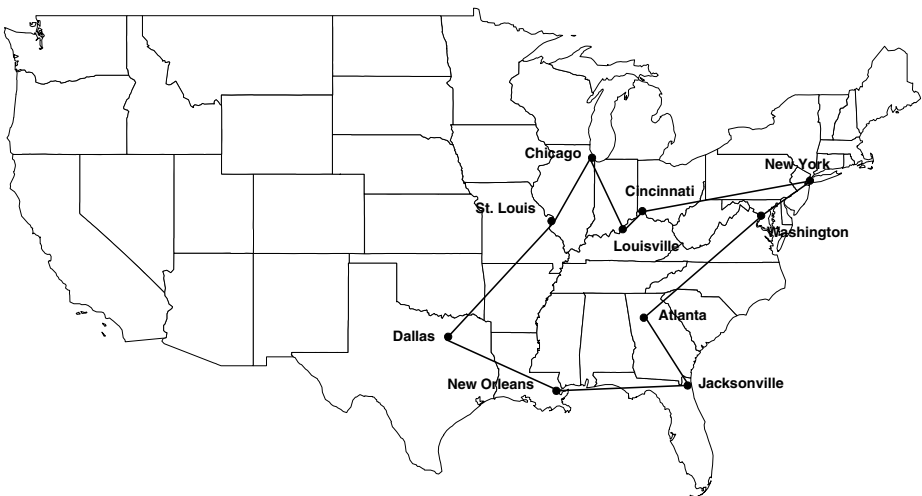 Chicago
New York
Cincinnati
St. Louis
Washington
Louisville
Atlanta
Dallas
New Orleans
Jacksonville